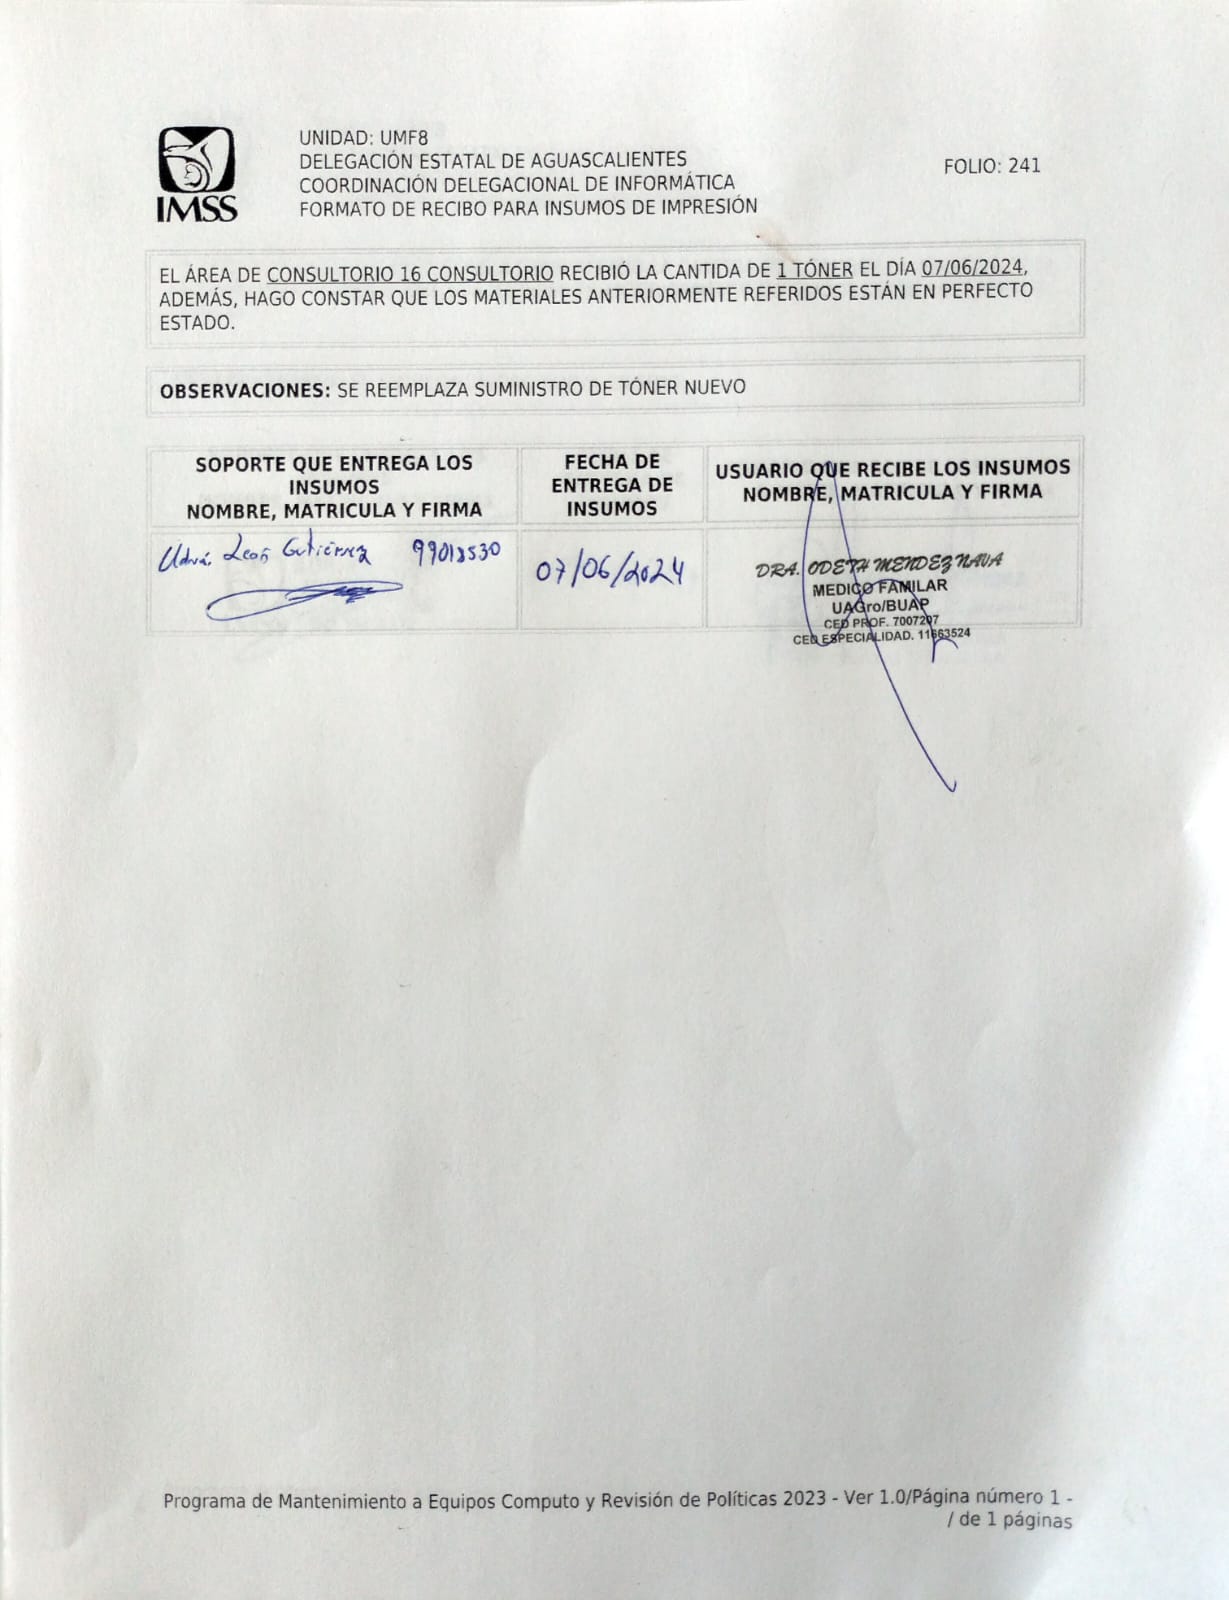 IMSS
UNIDAD: UMF8
DELEGACIÓN ESTATAL DE AGUASCALIENTES
COORDINACIÓN DELEGACIONAL DE INFORMÁTICA
FORMATO DE RECIBO PARA INSUMOS DE IMPRESIÓN
FOLIO: 241
EL ÁREA DE CONSULTORIO 16 CONSULTORIO RECIBIÓ LA CANTIDA DE 1 TÓNER EL DÍA 07/06/2024,
ADEMÁS, HAGO CONSTAR QUE LOS MATERIALES ANTERIORMENTE REFERIDOS ESTÁN EN PERFECTO
ESTADO.
OBSERVACIONES: SE REEMPLAZA SUMINISTRO DE TÓNER NUEVO
SOPORTE QUE ENTREGA LOS
INSUMOS
NOMBRE, MATRICULA Y FIRMA
FECHA DE
ENTREGA DE
INSUMOS
USUARIO QUE RECIBE LOS INSUMOS
NOMBRE, MATRICULA Y FIRMA
León Gutiérrez 99013530
07/06/2024
DRA. ODETH MENDEZ NAVA
MEDICO FAMILAR
UAGro/BUAP
CED PROF. 7007297
CED ESPECIALIDAD. 11663524
Programa de Mantenimiento a Equipos Computo y Revisión de Políticas 2023 - Ver 1.0/Página número 1 -
/ de 1 páginas